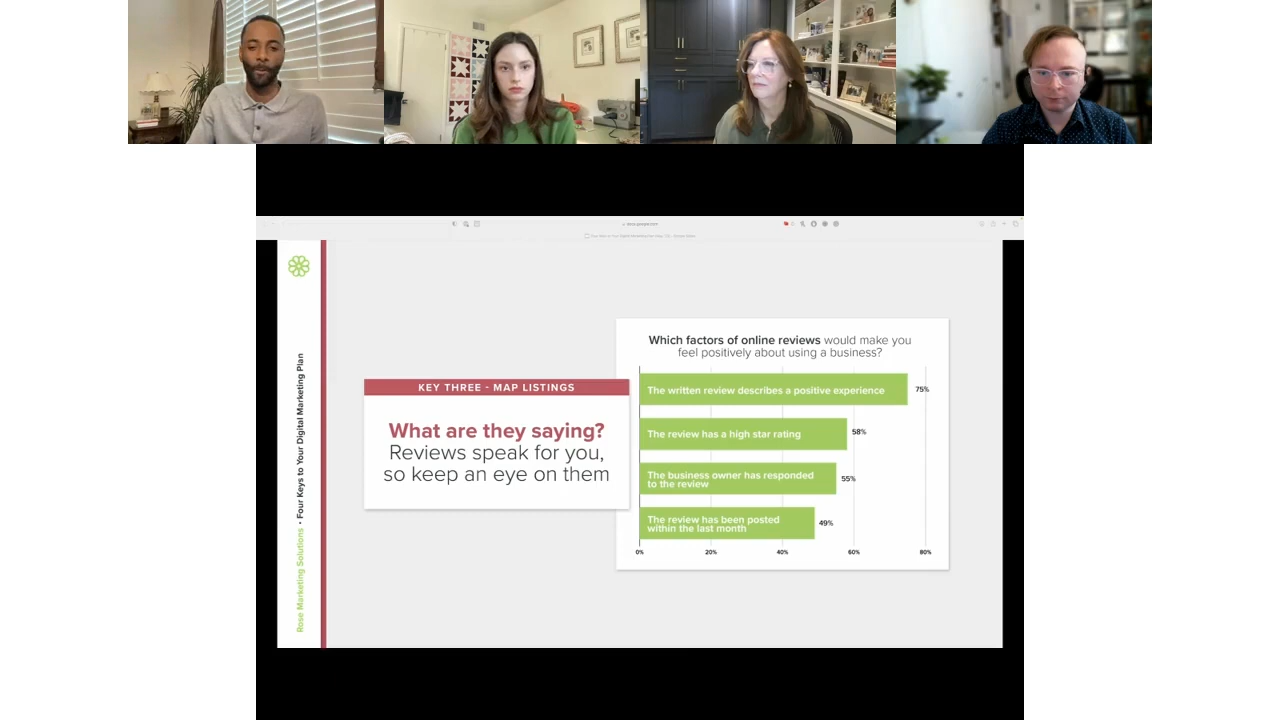 Rose Marketing Solutions • Four Keys to Your Digital Marketing Plan
KEY THREE - MAP LISTINGS
What are they saying?
Reviews speak for you,
so keep an eye on them
Which factors of online reviews would make you
feel positively about using a business?
The written review describes a positive experience
75%
The review has a high star rating
58%
The business owner has responded
to the review
55%
The review has been posted
within the last month
49%
0%
20%
40%
60%
80%